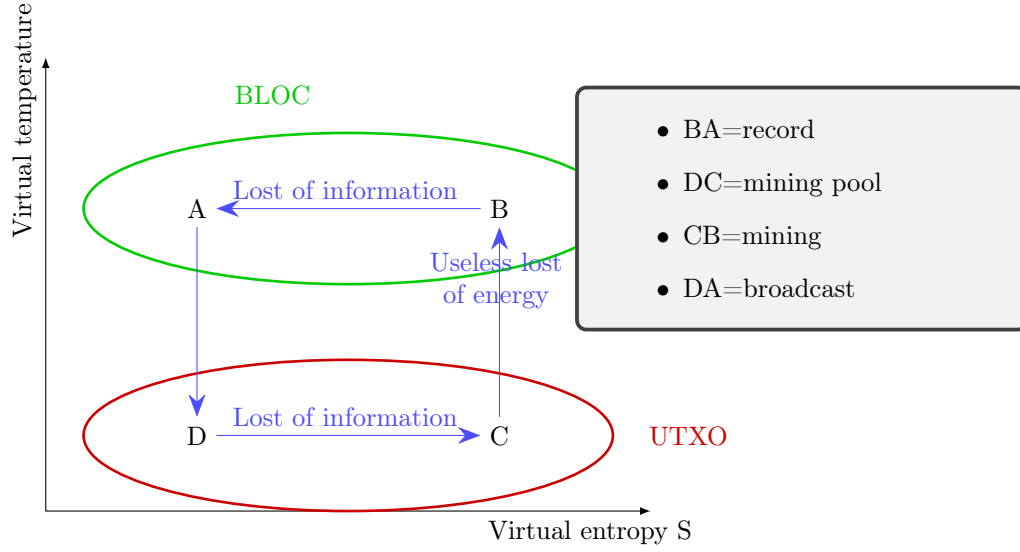 Virtual temperature
BLOC
• BA=record
• DC=mining pool
• CB=mining
• DA=broadcast
Lost of information
A
B
Useless lost
of energy
Lost of information
D
C
UTXO
Virtual entropy S